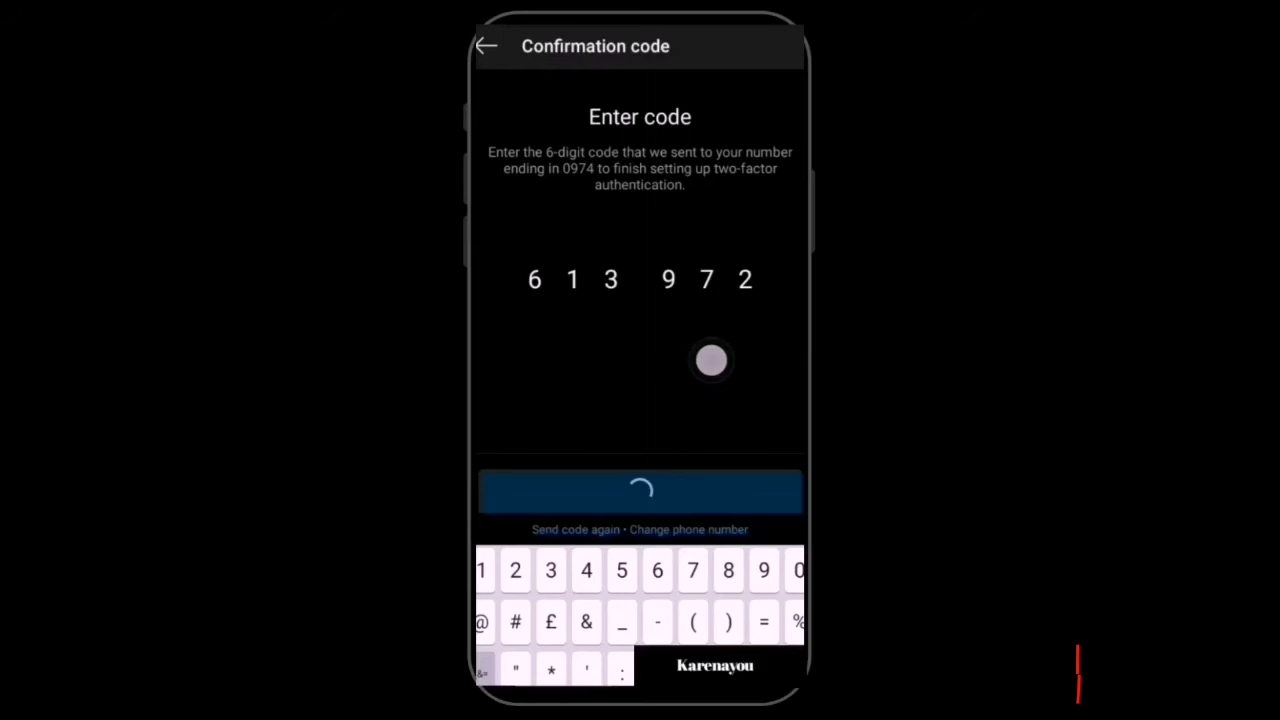 Confirmation code
Enter code
Enter the 6-digit code that we sent to your number
ending in 0974 to finish setting up two-factor
authentication.
6 1 3 9 7 2
Send code again • Change phone number
1 2 3 4 5 6 7 8 9 0
@ # £ & _ - ( ) = %
&= " * ' :
Karenayou